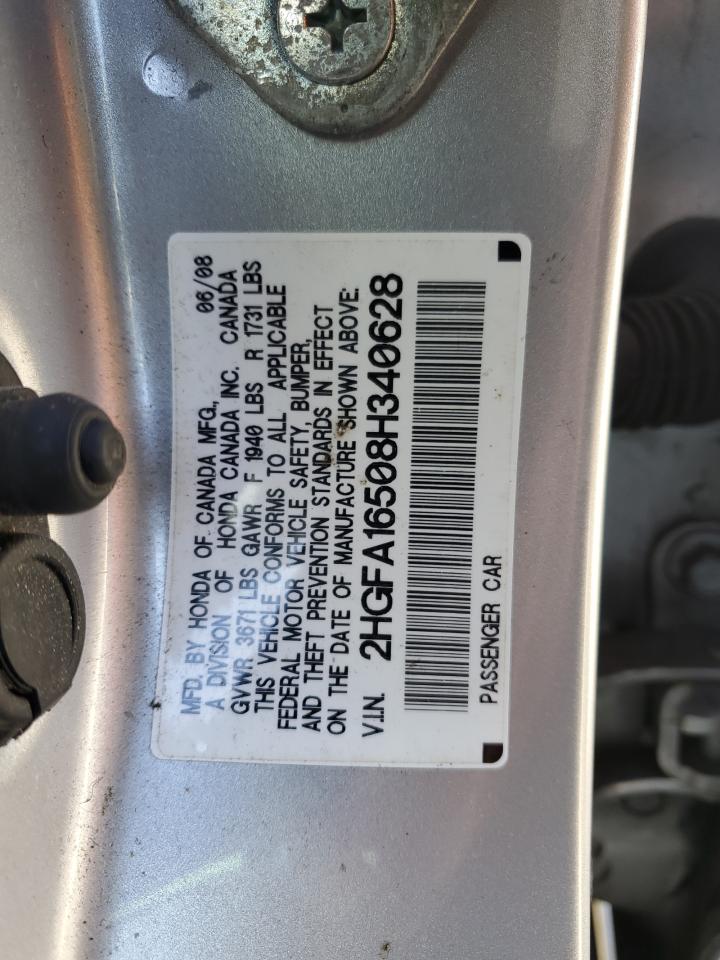 MFD. BY HONDA OF CANADA MFG., 06/08
A DIVISION OF HONDA CANADA INC. CANADA
GVWR 3671 LBS GAWR F 1940 LBS R 1731 LBS
THIS VEHICLE CONFORMS TO ALL APPLICABLE
FEDERAL MOTOR VEHICLE SAFETY, BUMPER,
AND THEFT PREVENTION STANDARDS IN EFFECT
ON THE DATE OF MANUFACTURE SHOWN ABOVE:
V.I.N. 2HGFA16508H340628
PASSENGER CAR